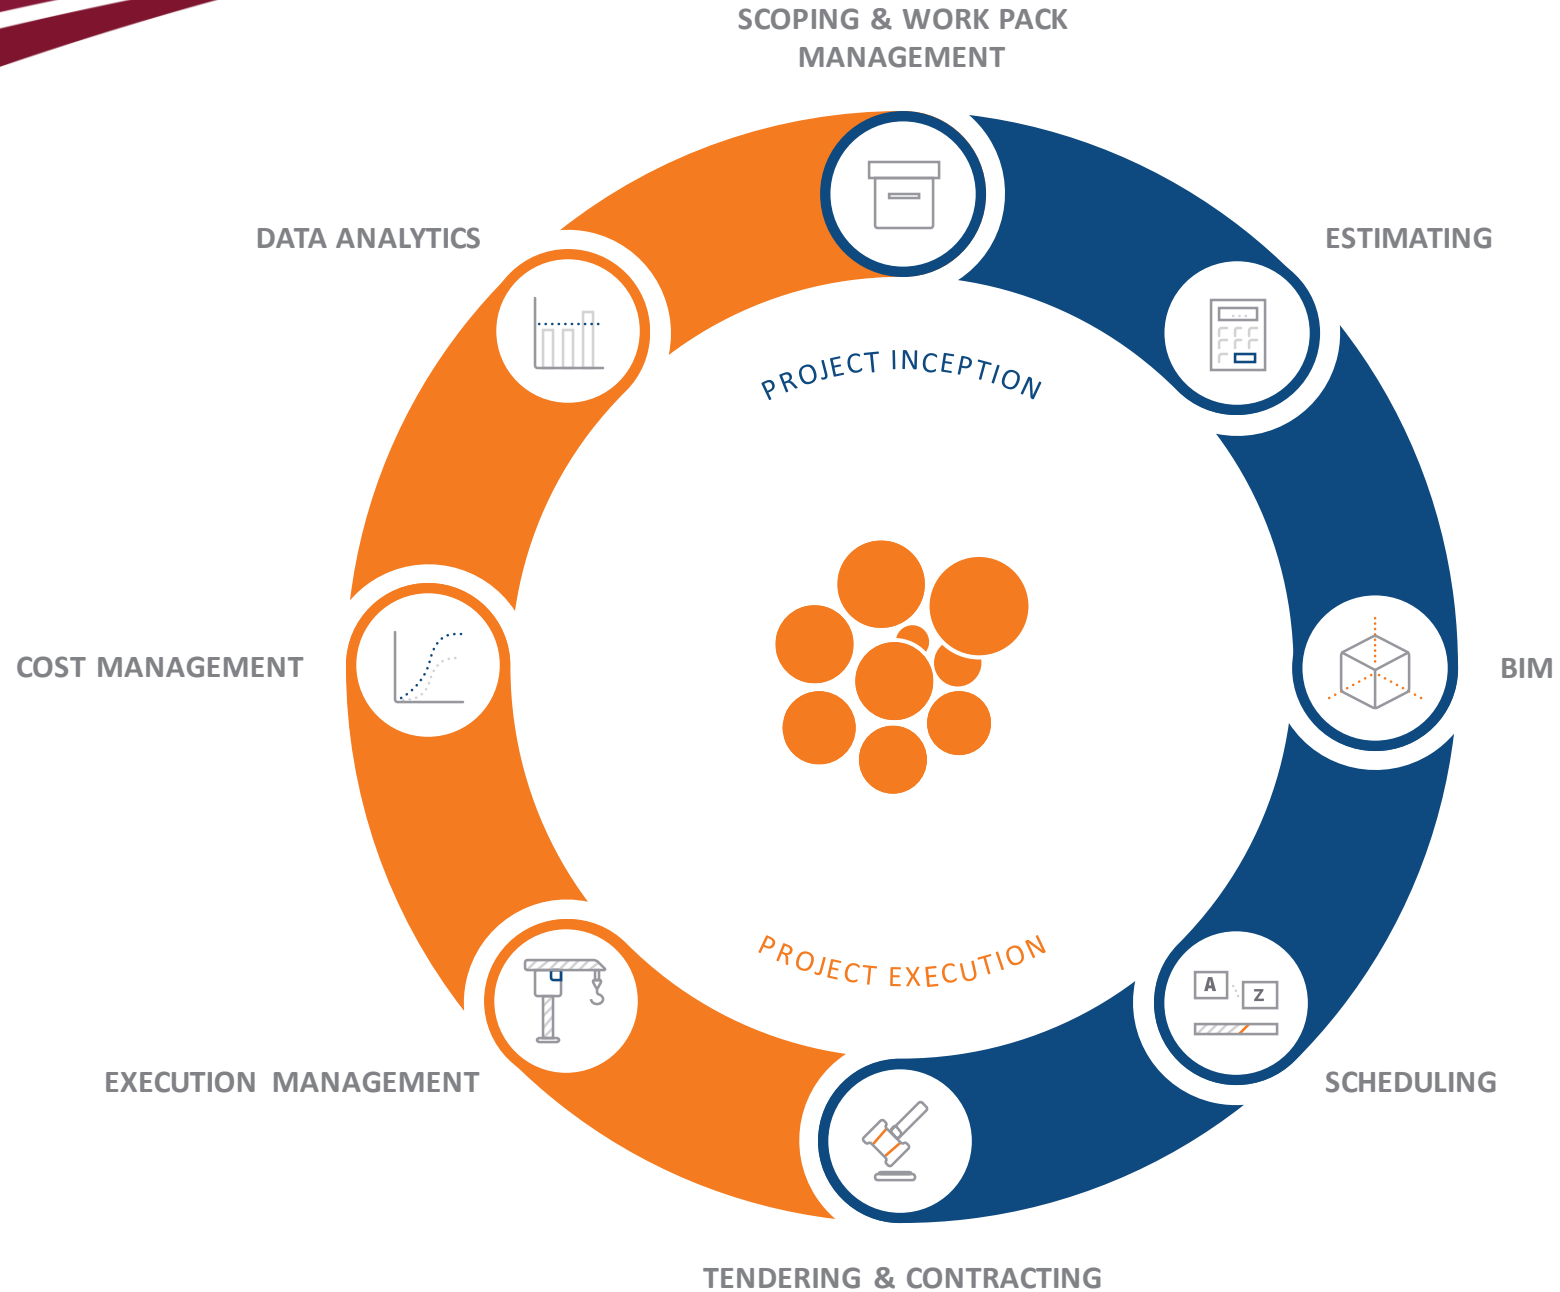 SCOPING & WORK PACK
MANAGEMENT
DATA ANALYTICS
ESTIMATING
PROJECT INCEPTION
COST MANAGEMENT
BIM
PROJECT EXECUTION
A
Z
EXECUTION MANAGEMENT
SCHEDULING
TENDERING & CONTRACTING